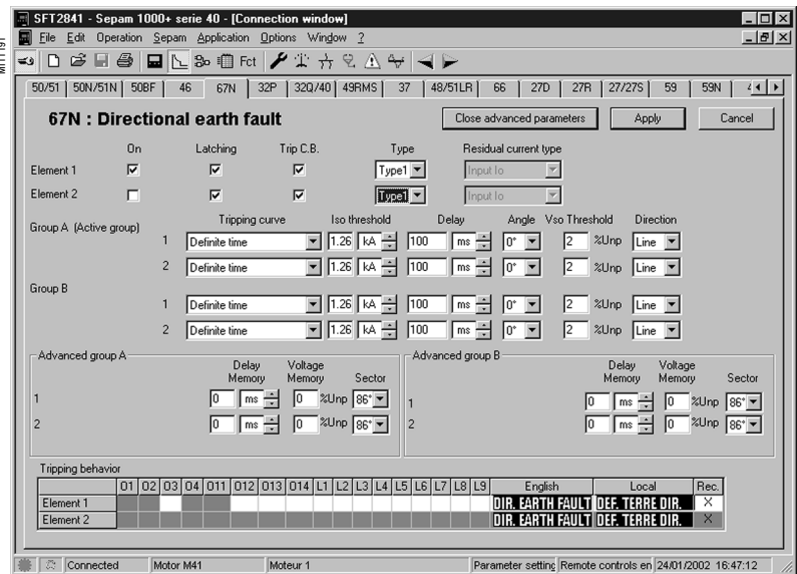 MT11191
SFT2841 - Sepam 1000+ serie 40 - [Connection window]
File Edit Operation Sepam Application Options Window ?
Fct
50/51 50N/51N 50BF 46 67N 32P 32Q/40 49RMS 37 48/51LR 66 27D 27R 27/27S 59 59N 4
67N : Directional earth fault Close advanced parameters Apply Cancel
On Latching Trip C.B. Type Residual current type
Element 1 Type1 Input Io
Element 2 Type1 Input Io
Group A (Active group) Tripping curve Iso threshold Delay Angle Vso Threshold Direction
1 Definite time 1.26 kA 100 ms 0° 2 %Unp Line
2 Definite time 1.26 kA 100 ms 0° 2 %Unp Line
Group B
1 Definite time 1.26 kA 100 ms 0° 2 %Unp Line
2 Definite time 1.26 kA 100 ms 0° 2 %Unp Line
Advanced group A Advanced group B
Delay Memory Voltage Memory Sector Delay Memory Voltage Memory Sector
1 0 ms 0 %Unp 86° 1 0 ms 0 %Unp 86°
2 0 ms 0 %Unp 86° 2 0 ms 0 %Unp 86°
Tripping behavior
O1 O2 O3 O4 O11 O12 O13 O14 L1 L2 L3 L4 L5 L6 L7 L8 L9 English Local Rec.
Element 1 DIR. EARTH FAULT DEF. TERRE DIR. X
Element 2 DIR. EARTH FAULT DEF. TERRE DIR. X
Connected Motor M41 Moteur 1 Parameter setting Remote controls en 24/01/2002 16:47:12